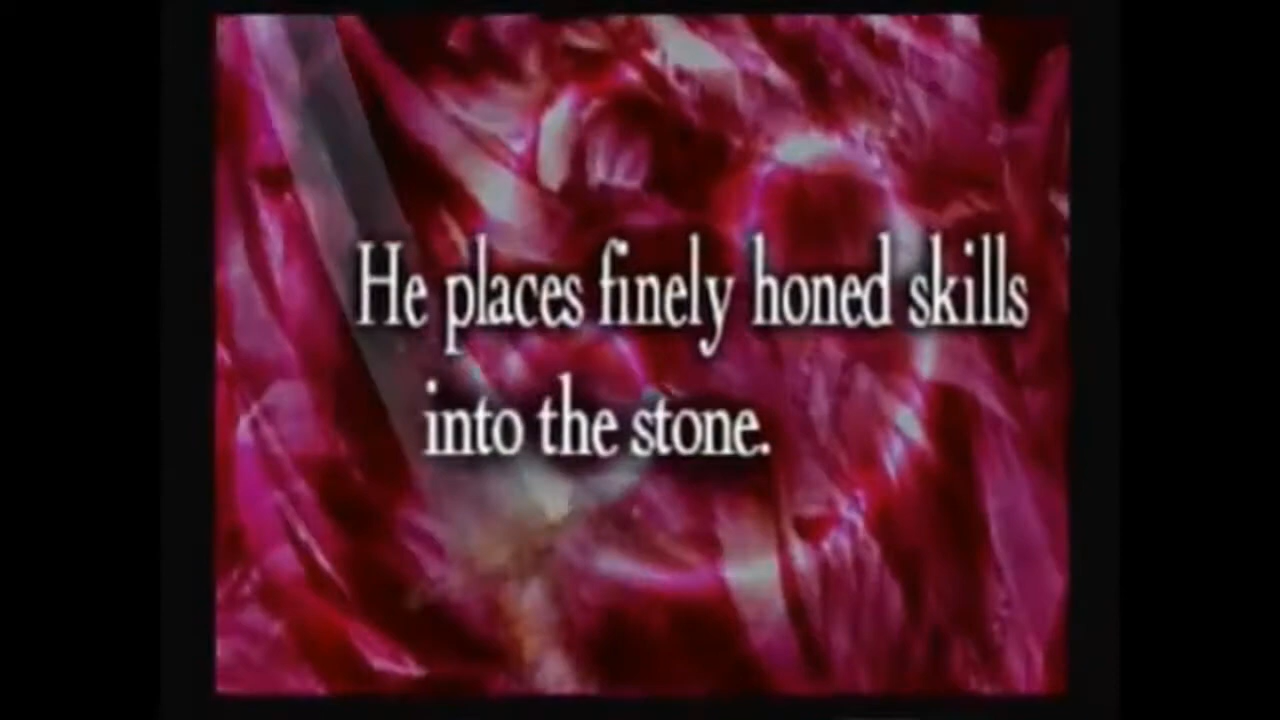 He places finely honed skills
into the stone.